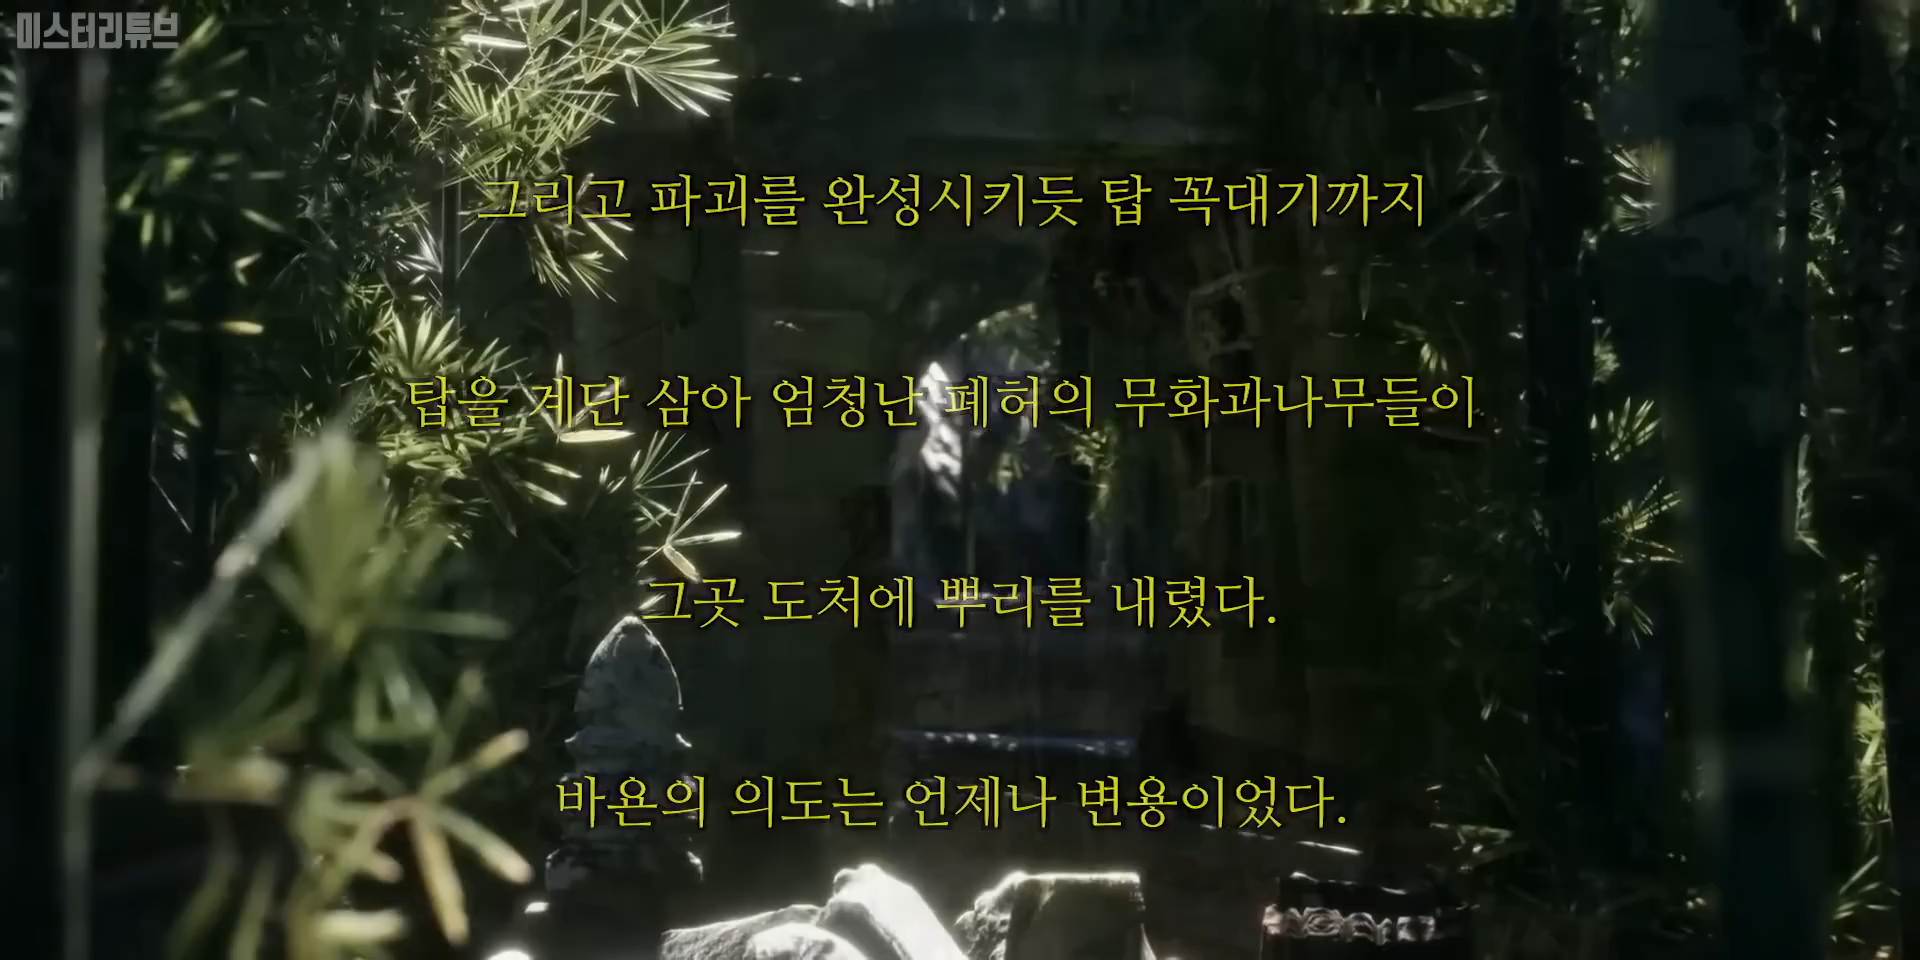 미스터리튜브
그리고 파괴를 완성시키듯 탑 꼭대기까지
탑을 계단 삼아 엄청난 폐허의 무화과나무들이
그곳 도처에 뿌리를 내렸다.
바욘의 의도는 언제나 변용이었다.